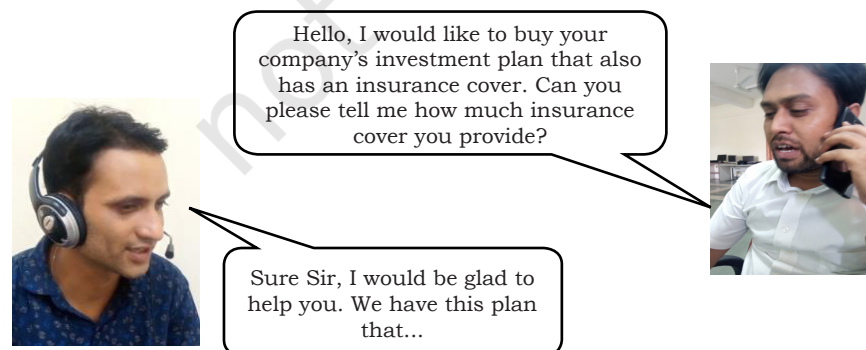 Hello, I would like to buy your
company’s investment plan that also
has an insurance cover. Can you
please tell me how much insurance
cover you provide?
Sure Sir, I would be glad to
help you. We have this plan
that...
not